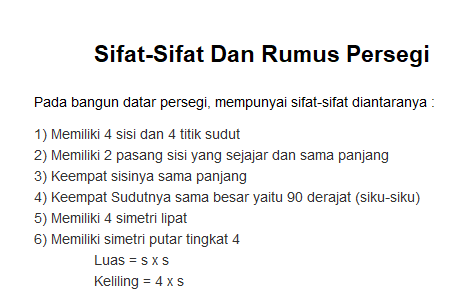 Sifat-Sifat Dan Rumus Persegi
Pada bangun datar persegi, mempunyai sifat-sifat diantaranya :
1) Memiliki 4 sisi dan 4 titik sudut
2) Memiliki 2 pasang sisi yang sejajar dan sama panjang
3) Keempat sisinya sama panjang
4) Keempat Sudutnya sama besar yaitu 90 derajat (siku-siku)
5) Memiliki 4 simetri lipat
6) Memiliki simetri putar tingkat 4
Luas = s x s
Keliling = 4 x s